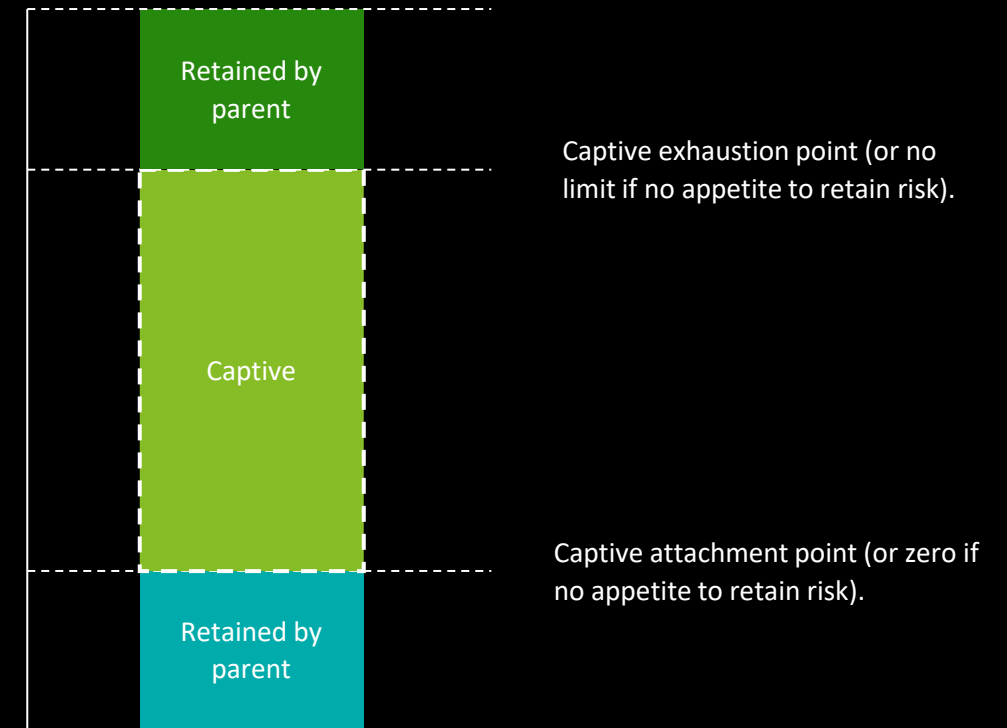 Retained by
parent
Captive exhaustion point (or no
limit if no appetite to retain risk).
Captive
Captive attachment point (or zero if
no appetite to retain risk).
Retained by
parent